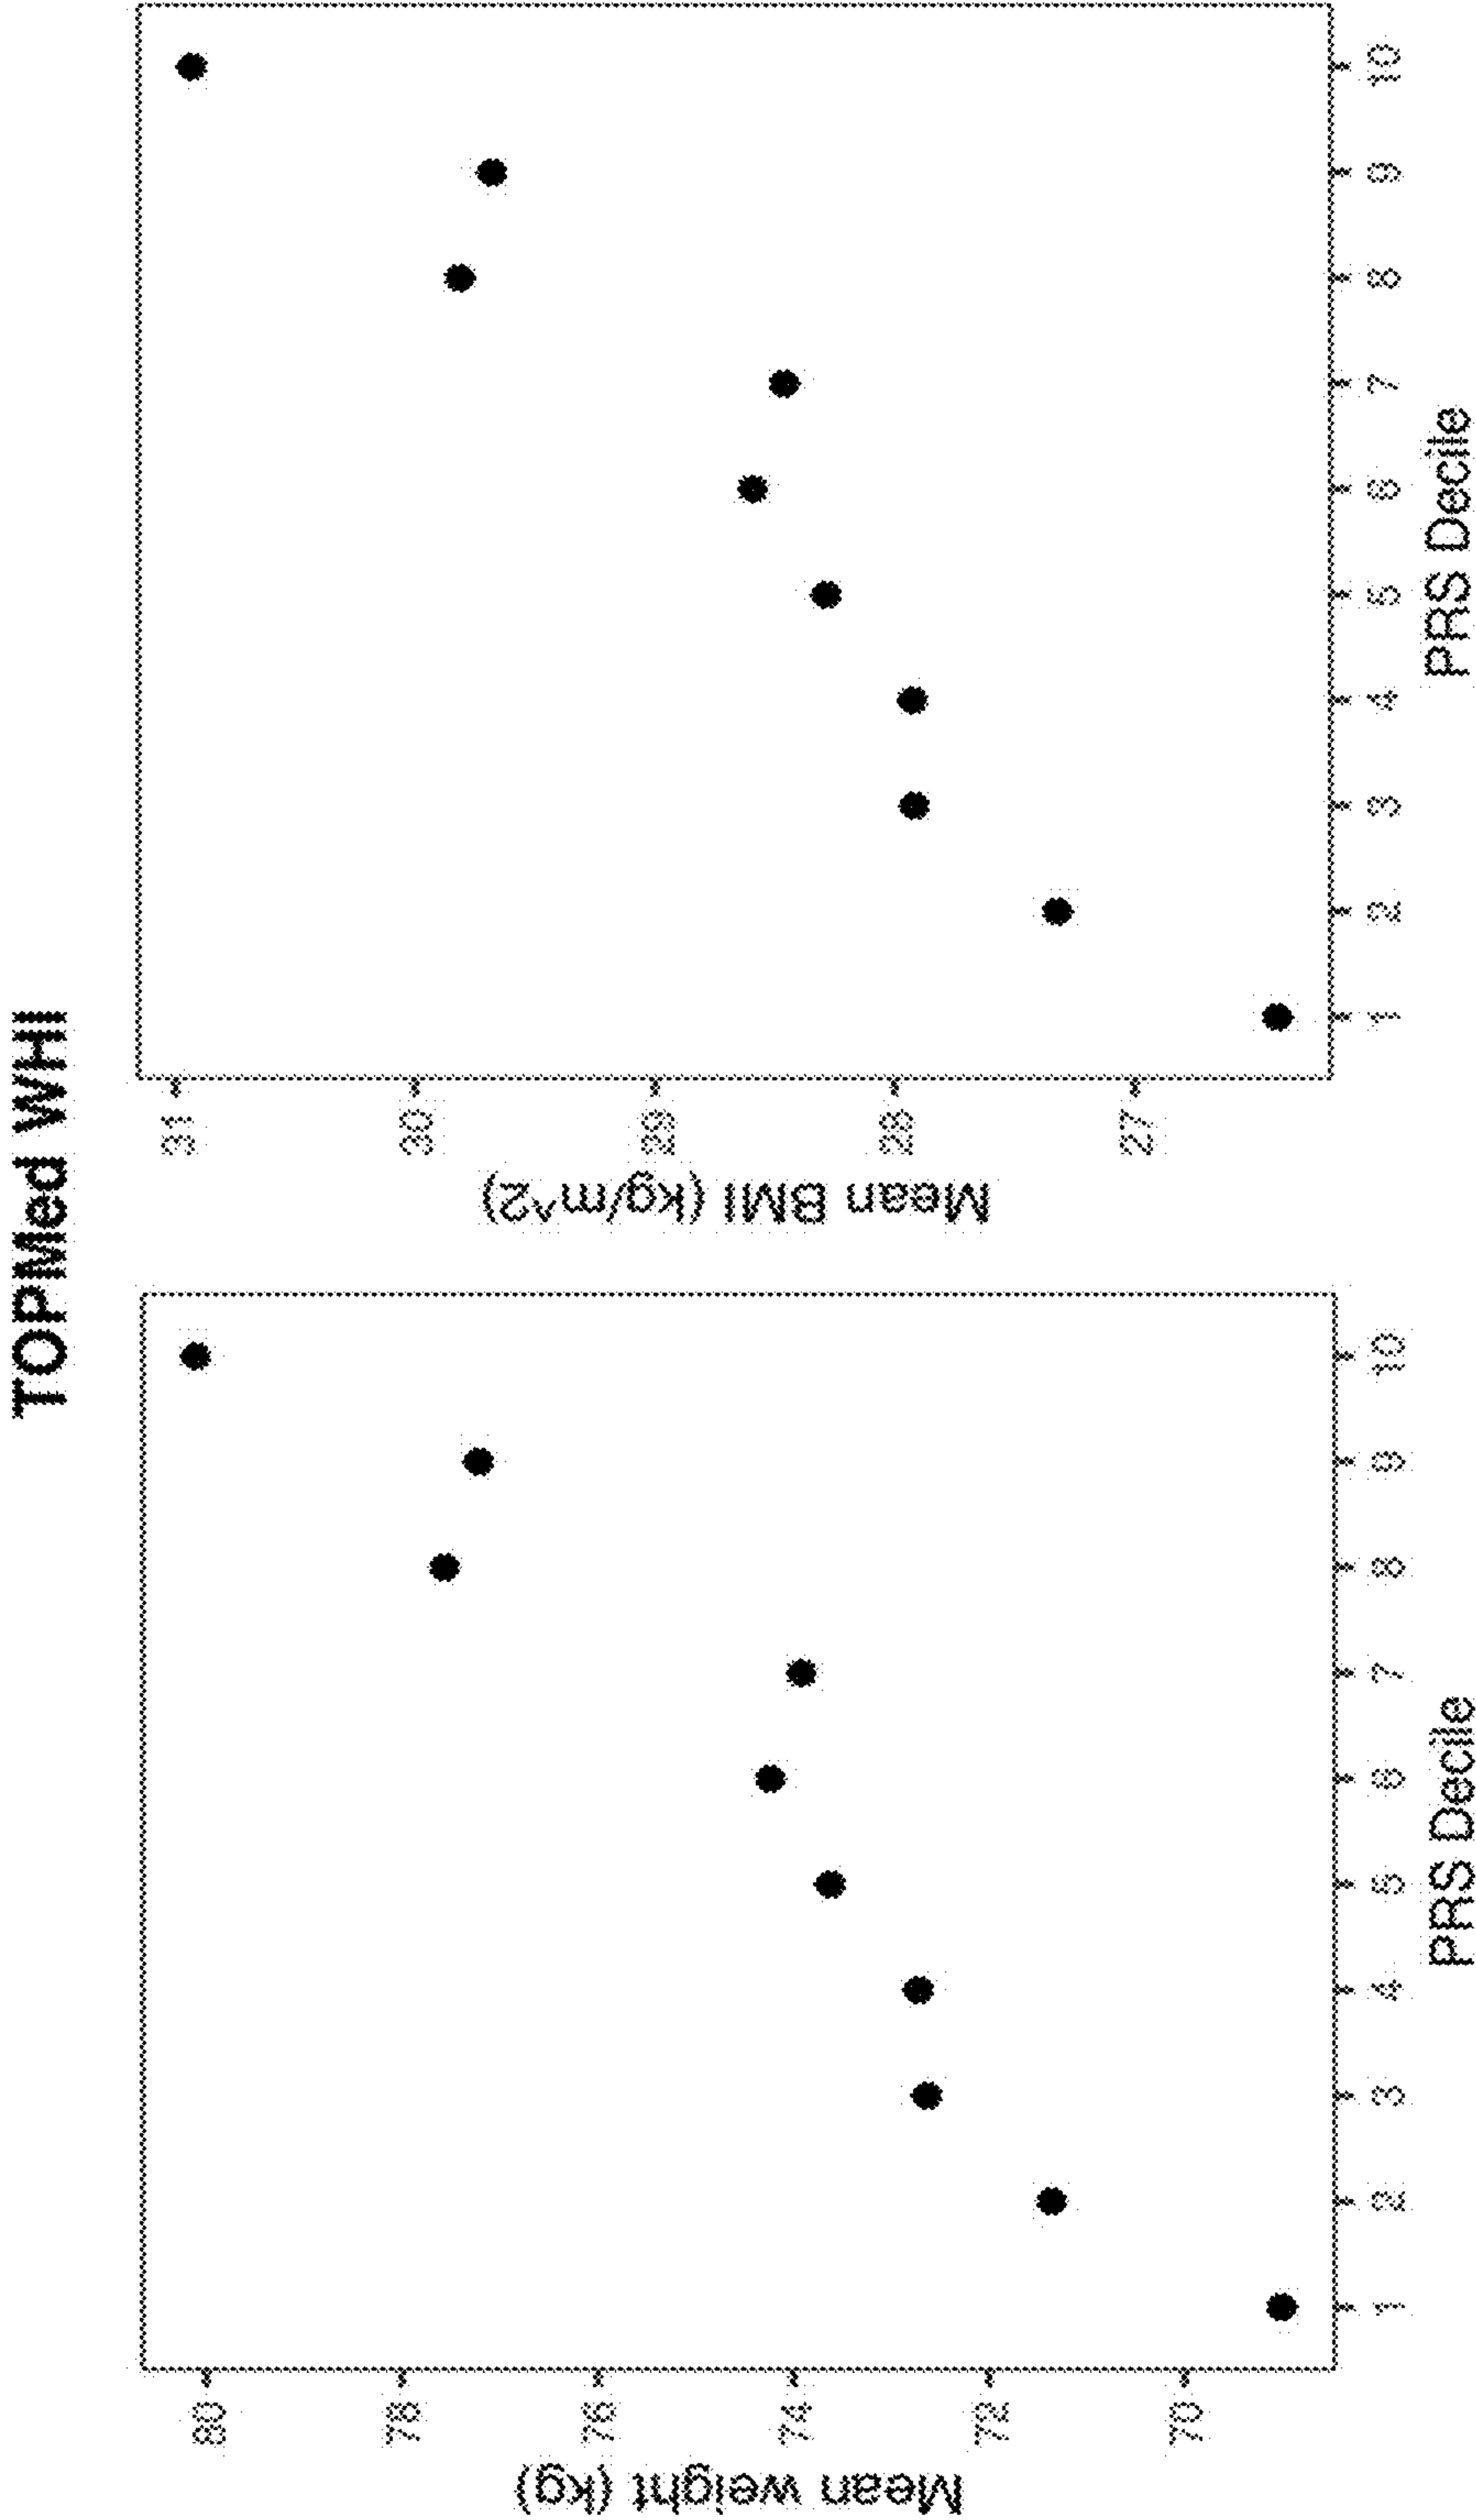 TOPMed WHI
Mean weight (kg)
80
78
76
74
72
70
1 2 3 4 5 6 7 8 9 10
PRS Decile
Mean BMI (kg/m^2)
31
30
29
28
27
1 2 3 4 5 6 7 8 9 10
PRS Decile